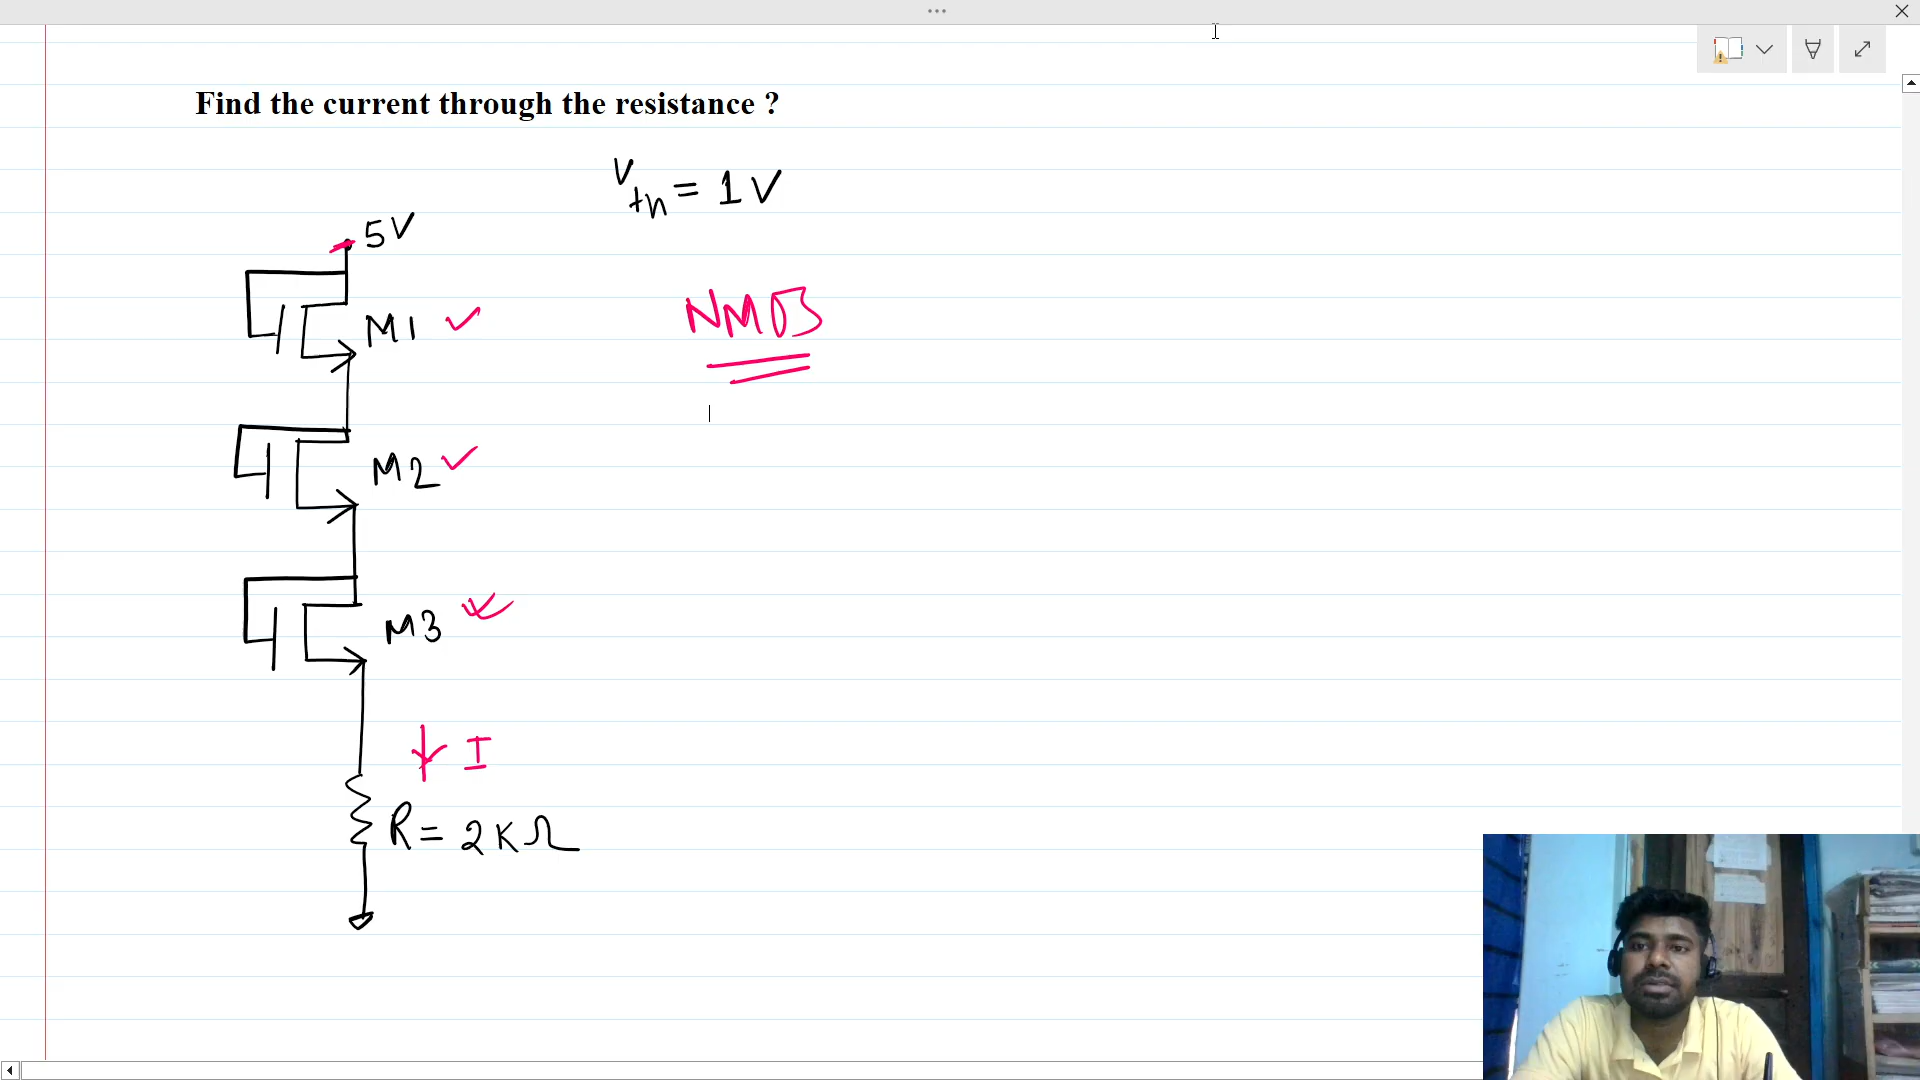 Find the current through the resistance ?
Vth = 1V
5V
M1
NMOS
M2
M3
I
R = 2KΩ